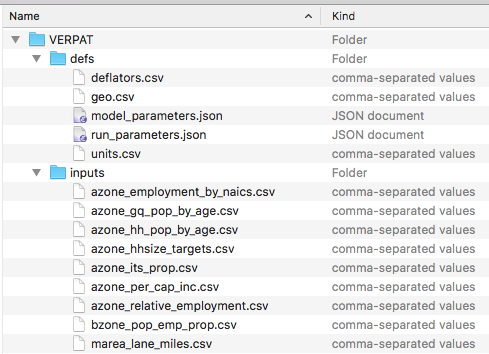 Name Kind
VERPAT Folder
defs Folder
deflators.csv comma-separated values
geo.csv comma-separated values
model_parameters.json JSON document
run_parameters.json JSON document
units.csv comma-separated values
inputs Folder
azone_employment_by_naics.csv comma-separated values
azone_gq_pop_by_age.csv comma-separated values
azone_hh_pop_by_age.csv comma-separated values
azone_hhsize_targets.csv comma-separated values
azone_its_prop.csv comma-separated values
azone_per_cap_inc.csv comma-separated values
azone_relative_employment.csv comma-separated values
bzone_pop_emp_prop.csv comma-separated values
marea_lane_miles.csv comma-separated values